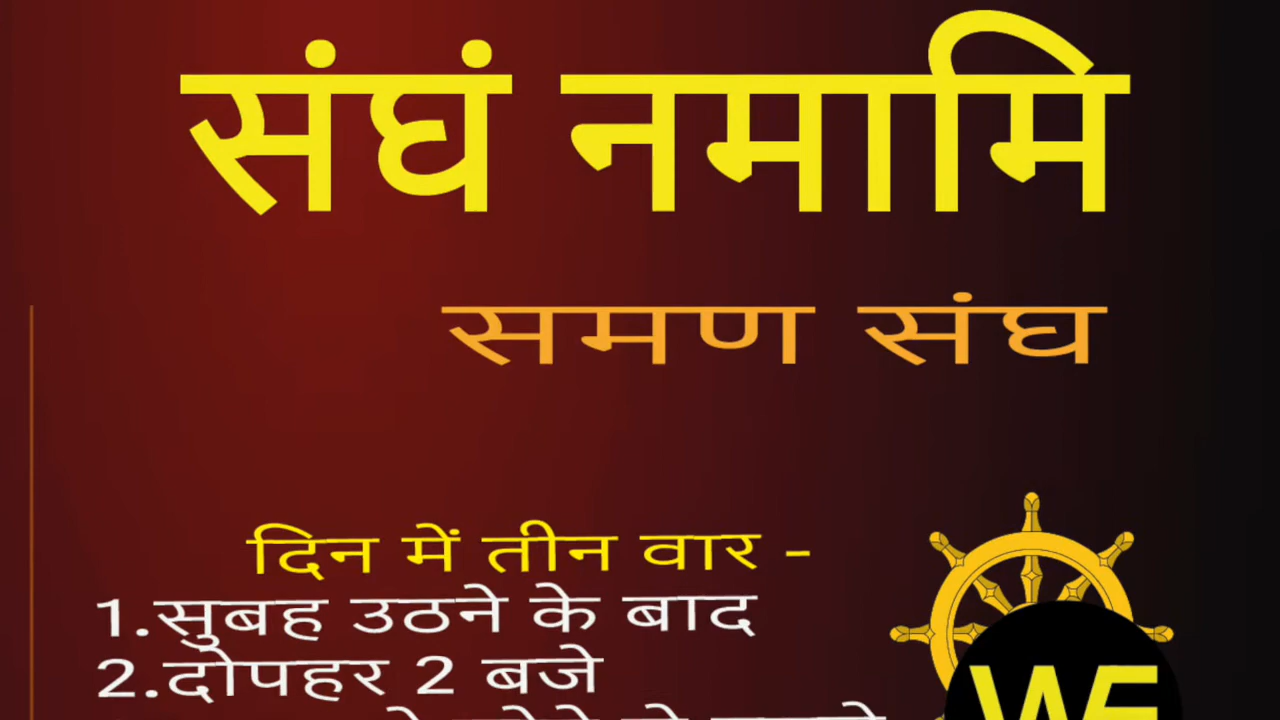 संघं नमामि
समण संघ
दिन में तीन वार -
1.सुबह उठने के बाद
2.दोपहर 2 बजे